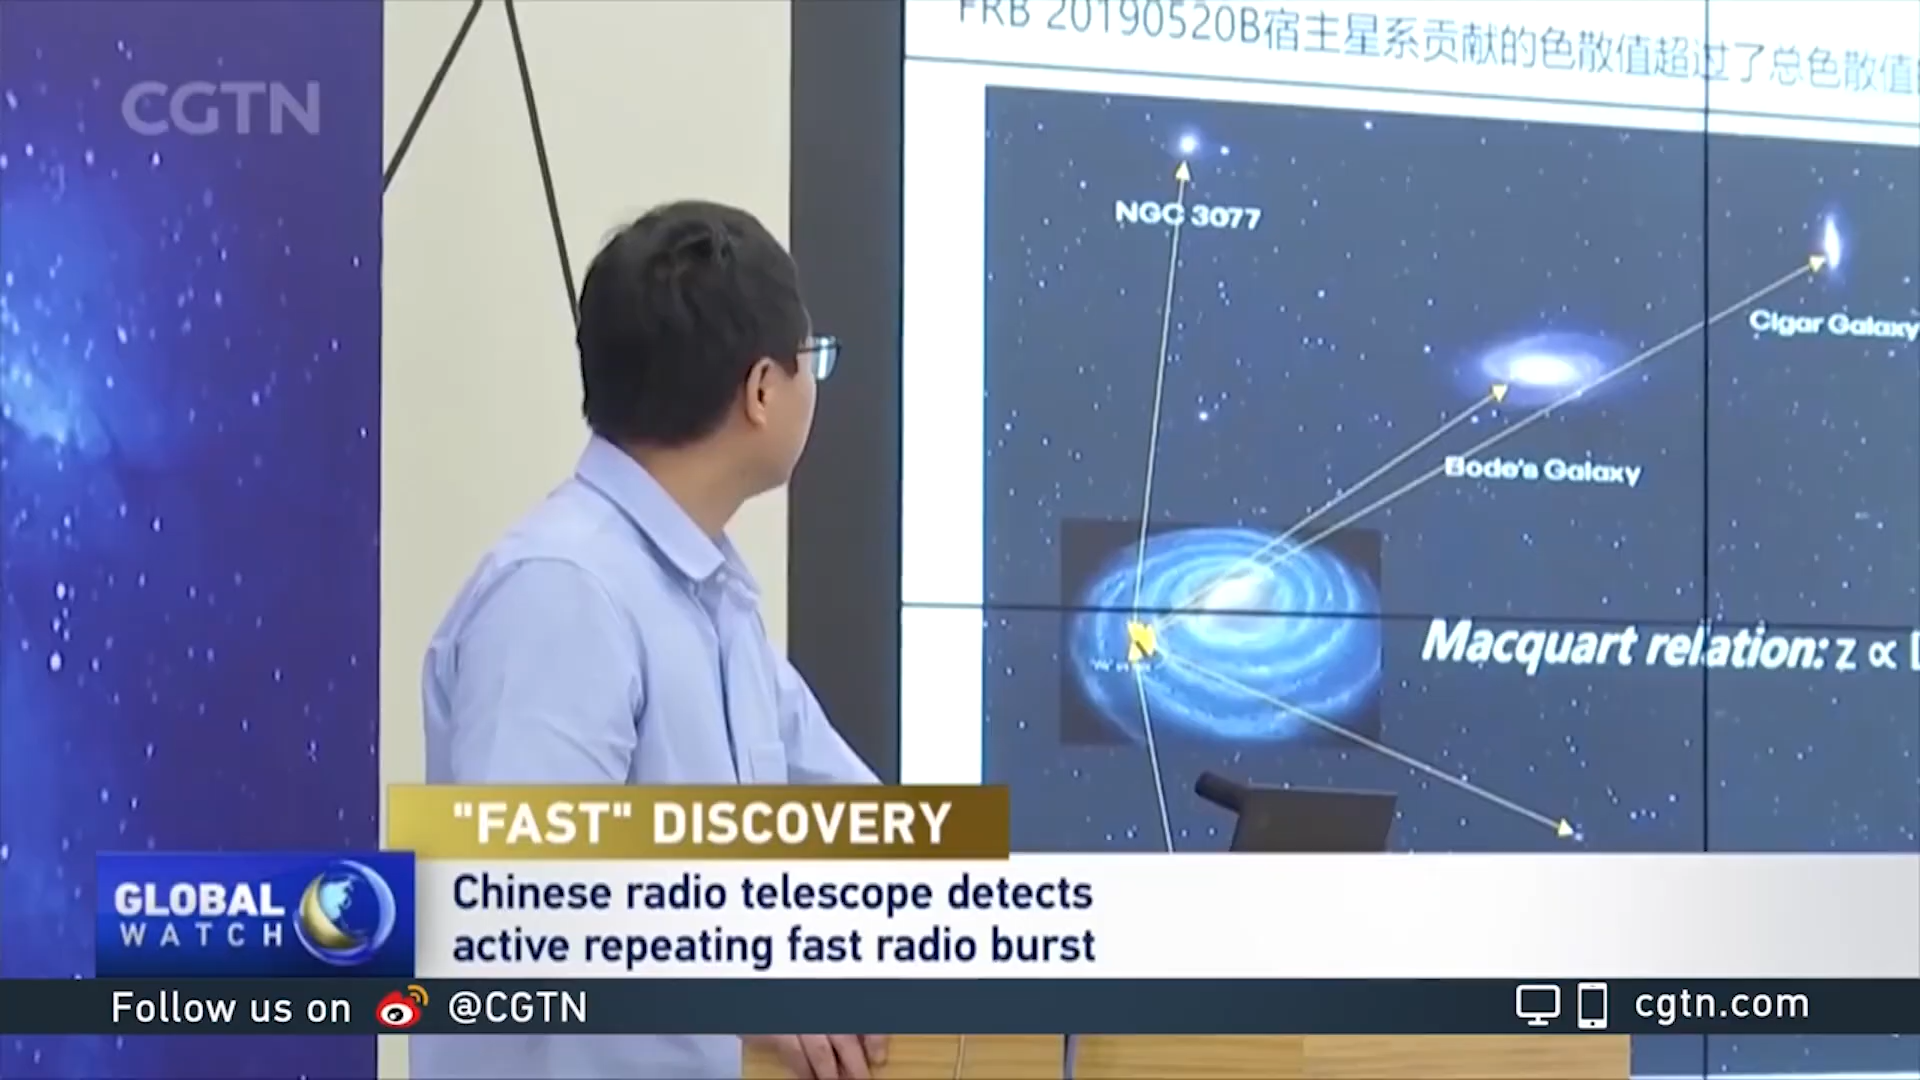 CGTN
FRB 20190520B宿主星系贡献的色散值超过了总色散值
NGC 3077
Cigar Galaxy
Bode's Galaxy
Macquart relation: z ∝
"FAST" DISCOVERY
GLOBAL WATCH
Chinese radio telescope detects
active repeating fast radio burst
Follow us on @CGTN
cgtn.com